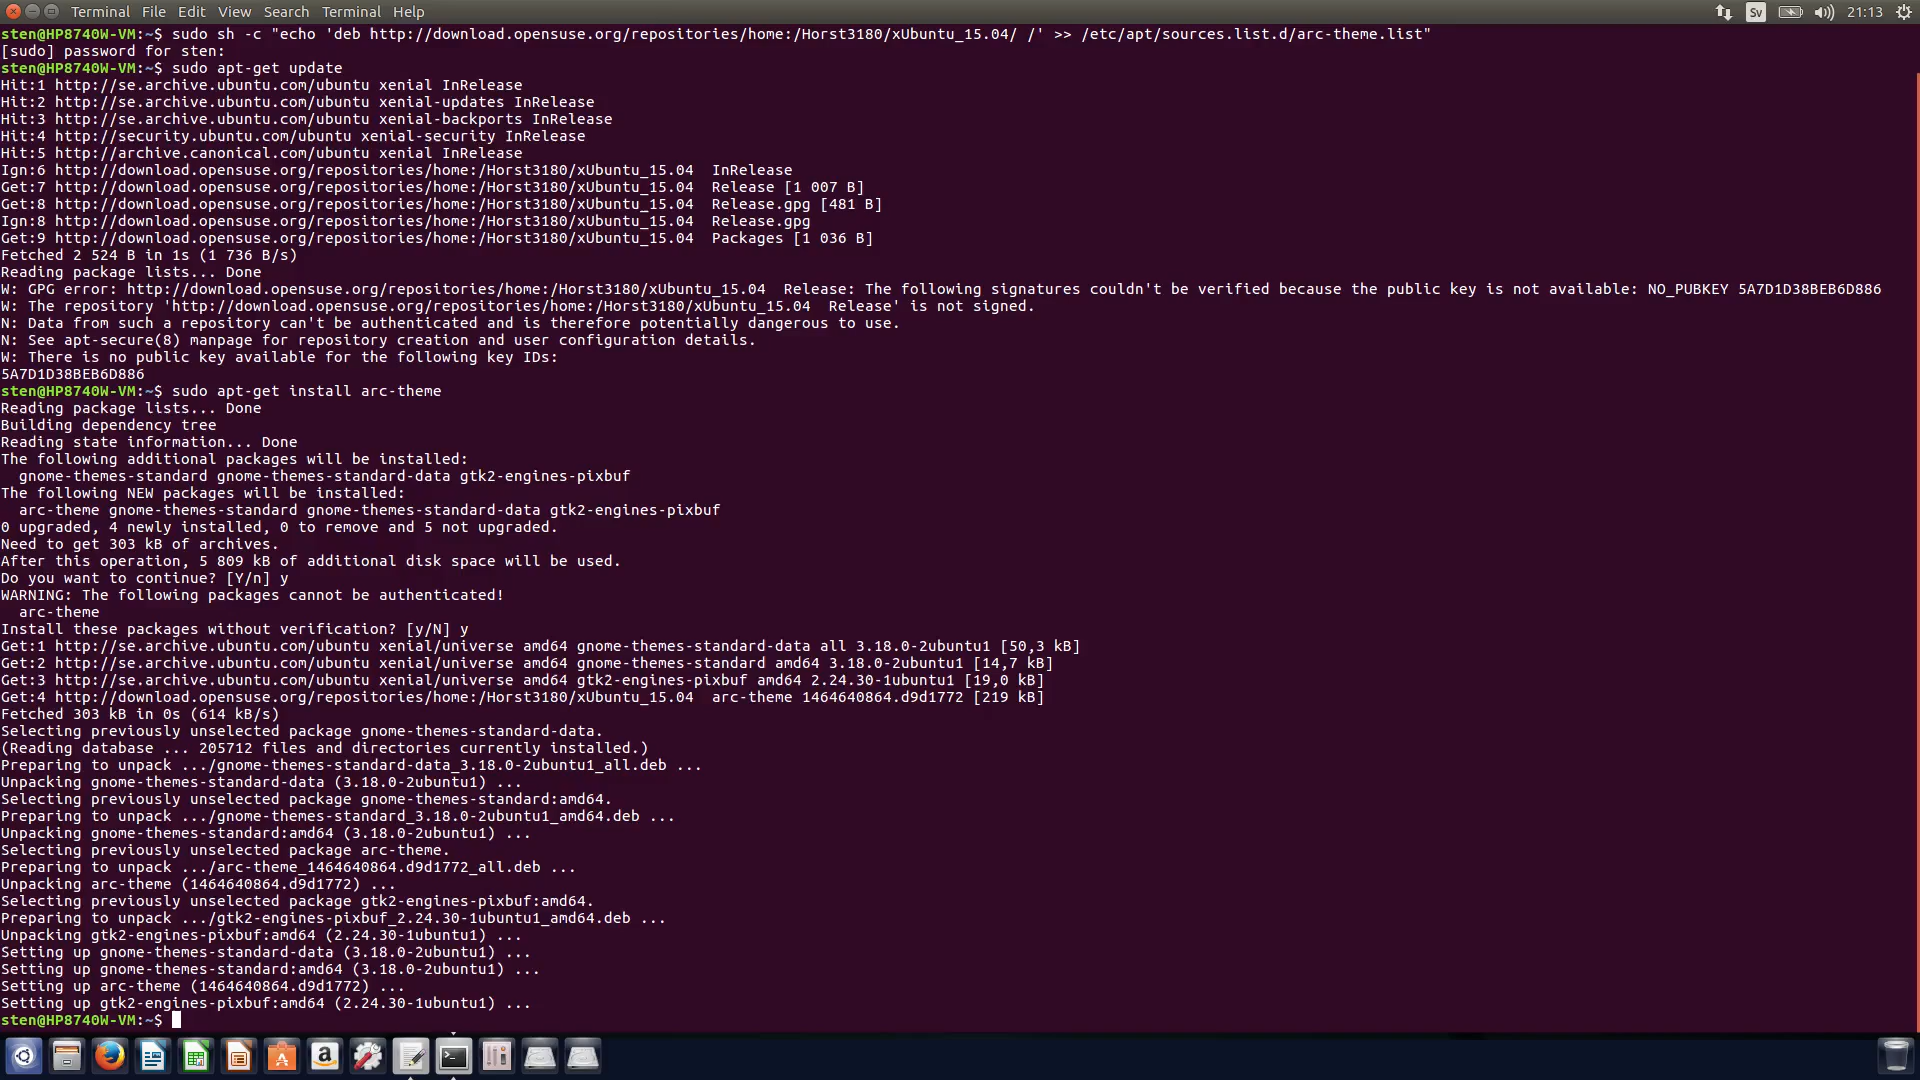 Terminal File Edit View Search Terminal Help Sv 21:13
sten@HP8740W-VM:~$ sudo sh -c "echo 'deb http://download.opensuse.org/repositories/home:/Horst3180/xUbuntu_15.04/ /' >> /etc/apt/sources.list.d/arc-theme.list"
[sudo] password for sten:
sten@HP8740W-VM:~$ sudo apt-get update
Hit:1 http://se.archive.ubuntu.com/ubuntu xenial InRelease
Hit:2 http://se.archive.ubuntu.com/ubuntu xenial-updates InRelease
Hit:3 http://se.archive.ubuntu.com/ubuntu xenial-backports InRelease
Hit:4 http://security.ubuntu.com/ubuntu xenial-security InRelease
Hit:5 http://archive.canonical.com/ubuntu xenial InRelease
Ign:6 http://download.opensuse.org/repositories/home:/Horst3180/xUbuntu_15.04  InRelease
Get:7 http://download.opensuse.org/repositories/home:/Horst3180/xUbuntu_15.04  Release [1 007 B]
Get:8 http://download.opensuse.org/repositories/home:/Horst3180/xUbuntu_15.04  Release.gpg [481 B]
Ign:8 http://download.opensuse.org/repositories/home:/Horst3180/xUbuntu_15.04  Release.gpg
Get:9 http://download.opensuse.org/repositories/home:/Horst3180/xUbuntu_15.04  Packages [1 036 B]
Fetched 2 524 B in 1s (1 736 B/s)
Reading package lists... Done
W: GPG error: http://download.opensuse.org/repositories/home:/Horst3180/xUbuntu_15.04  Release: The following signatures couldn't be verified because the public key is not available: NO_PUBKEY 5A7D1D38BEB6D886
W: The repository 'http://download.opensuse.org/repositories/home:/Horst3180/xUbuntu_15.04  Release' is not signed.
N: Data from such a repository can't be authenticated and is therefore potentially dangerous to use.
N: See apt-secure(8) manpage for repository creation and user configuration details.
W: There is no public key available for the following key IDs:
5A7D1D38BEB6D886
sten@HP8740W-VM:~$ sudo apt-get install arc-theme
Reading package lists... Done
Building dependency tree
Reading state information... Done
The following additional packages will be installed:
  gnome-themes-standard gnome-themes-standard-data gtk2-engines-pixbuf
The following NEW packages will be installed:
  arc-theme gnome-themes-standard gnome-themes-standard-data gtk2-engines-pixbuf
0 upgraded, 4 newly installed, 0 to remove and 5 not upgraded.
Need to get 303 kB of archives.
After this operation, 5 809 kB of additional disk space will be used.
Do you want to continue? [Y/n] y
WARNING: The following packages cannot be authenticated!
  arc-theme
Install these packages without verification? [y/N] y
Get:1 http://se.archive.ubuntu.com/ubuntu xenial/universe amd64 gnome-themes-standard-data all 3.18.0-2ubuntu1 [50,3 kB]
Get:2 http://se.archive.ubuntu.com/ubuntu xenial/universe amd64 gnome-themes-standard amd64 3.18.0-2ubuntu1 [14,7 kB]
Get:3 http://se.archive.ubuntu.com/ubuntu xenial/universe amd64 gtk2-engines-pixbuf amd64 2.24.30-1ubuntu1 [19,0 kB]
Get:4 http://download.opensuse.org/repositories/home:/Horst3180/xUbuntu_15.04  arc-theme 1464640864.d9d1772 [219 kB]
Fetched 303 kB in 0s (614 kB/s)
Selecting previously unselected package gnome-themes-standard-data.
(Reading database ... 205712 files and directories currently installed.)
Preparing to unpack .../gnome-themes-standard-data_3.18.0-2ubuntu1_all.deb ...
Unpacking gnome-themes-standard-data (3.18.0-2ubuntu1) ...
Selecting previously unselected package gnome-themes-standard:amd64.
Preparing to unpack .../gnome-themes-standard_3.18.0-2ubuntu1_amd64.deb ...
Unpacking gnome-themes-standard:amd64 (3.18.0-2ubuntu1) ...
Selecting previously unselected package arc-theme.
Preparing to unpack .../arc-theme_1464640864.d9d1772_all.deb ...
Unpacking arc-theme (1464640864.d9d1772) ...
Selecting previously unselected package gtk2-engines-pixbuf:amd64.
Preparing to unpack .../gtk2-engines-pixbuf_2.24.30-1ubuntu1_amd64.deb ...
Unpacking gtk2-engines-pixbuf:amd64 (2.24.30-1ubuntu1) ...
Setting up gnome-themes-standard-data (3.18.0-2ubuntu1) ...
Setting up gnome-themes-standard:amd64 (3.18.0-2ubuntu1) ...
Setting up arc-theme (1464640864.d9d1772) ...
Setting up gtk2-engines-pixbuf:amd64 (2.24.30-1ubuntu1) ...
sten@HP8740W-VM:~$